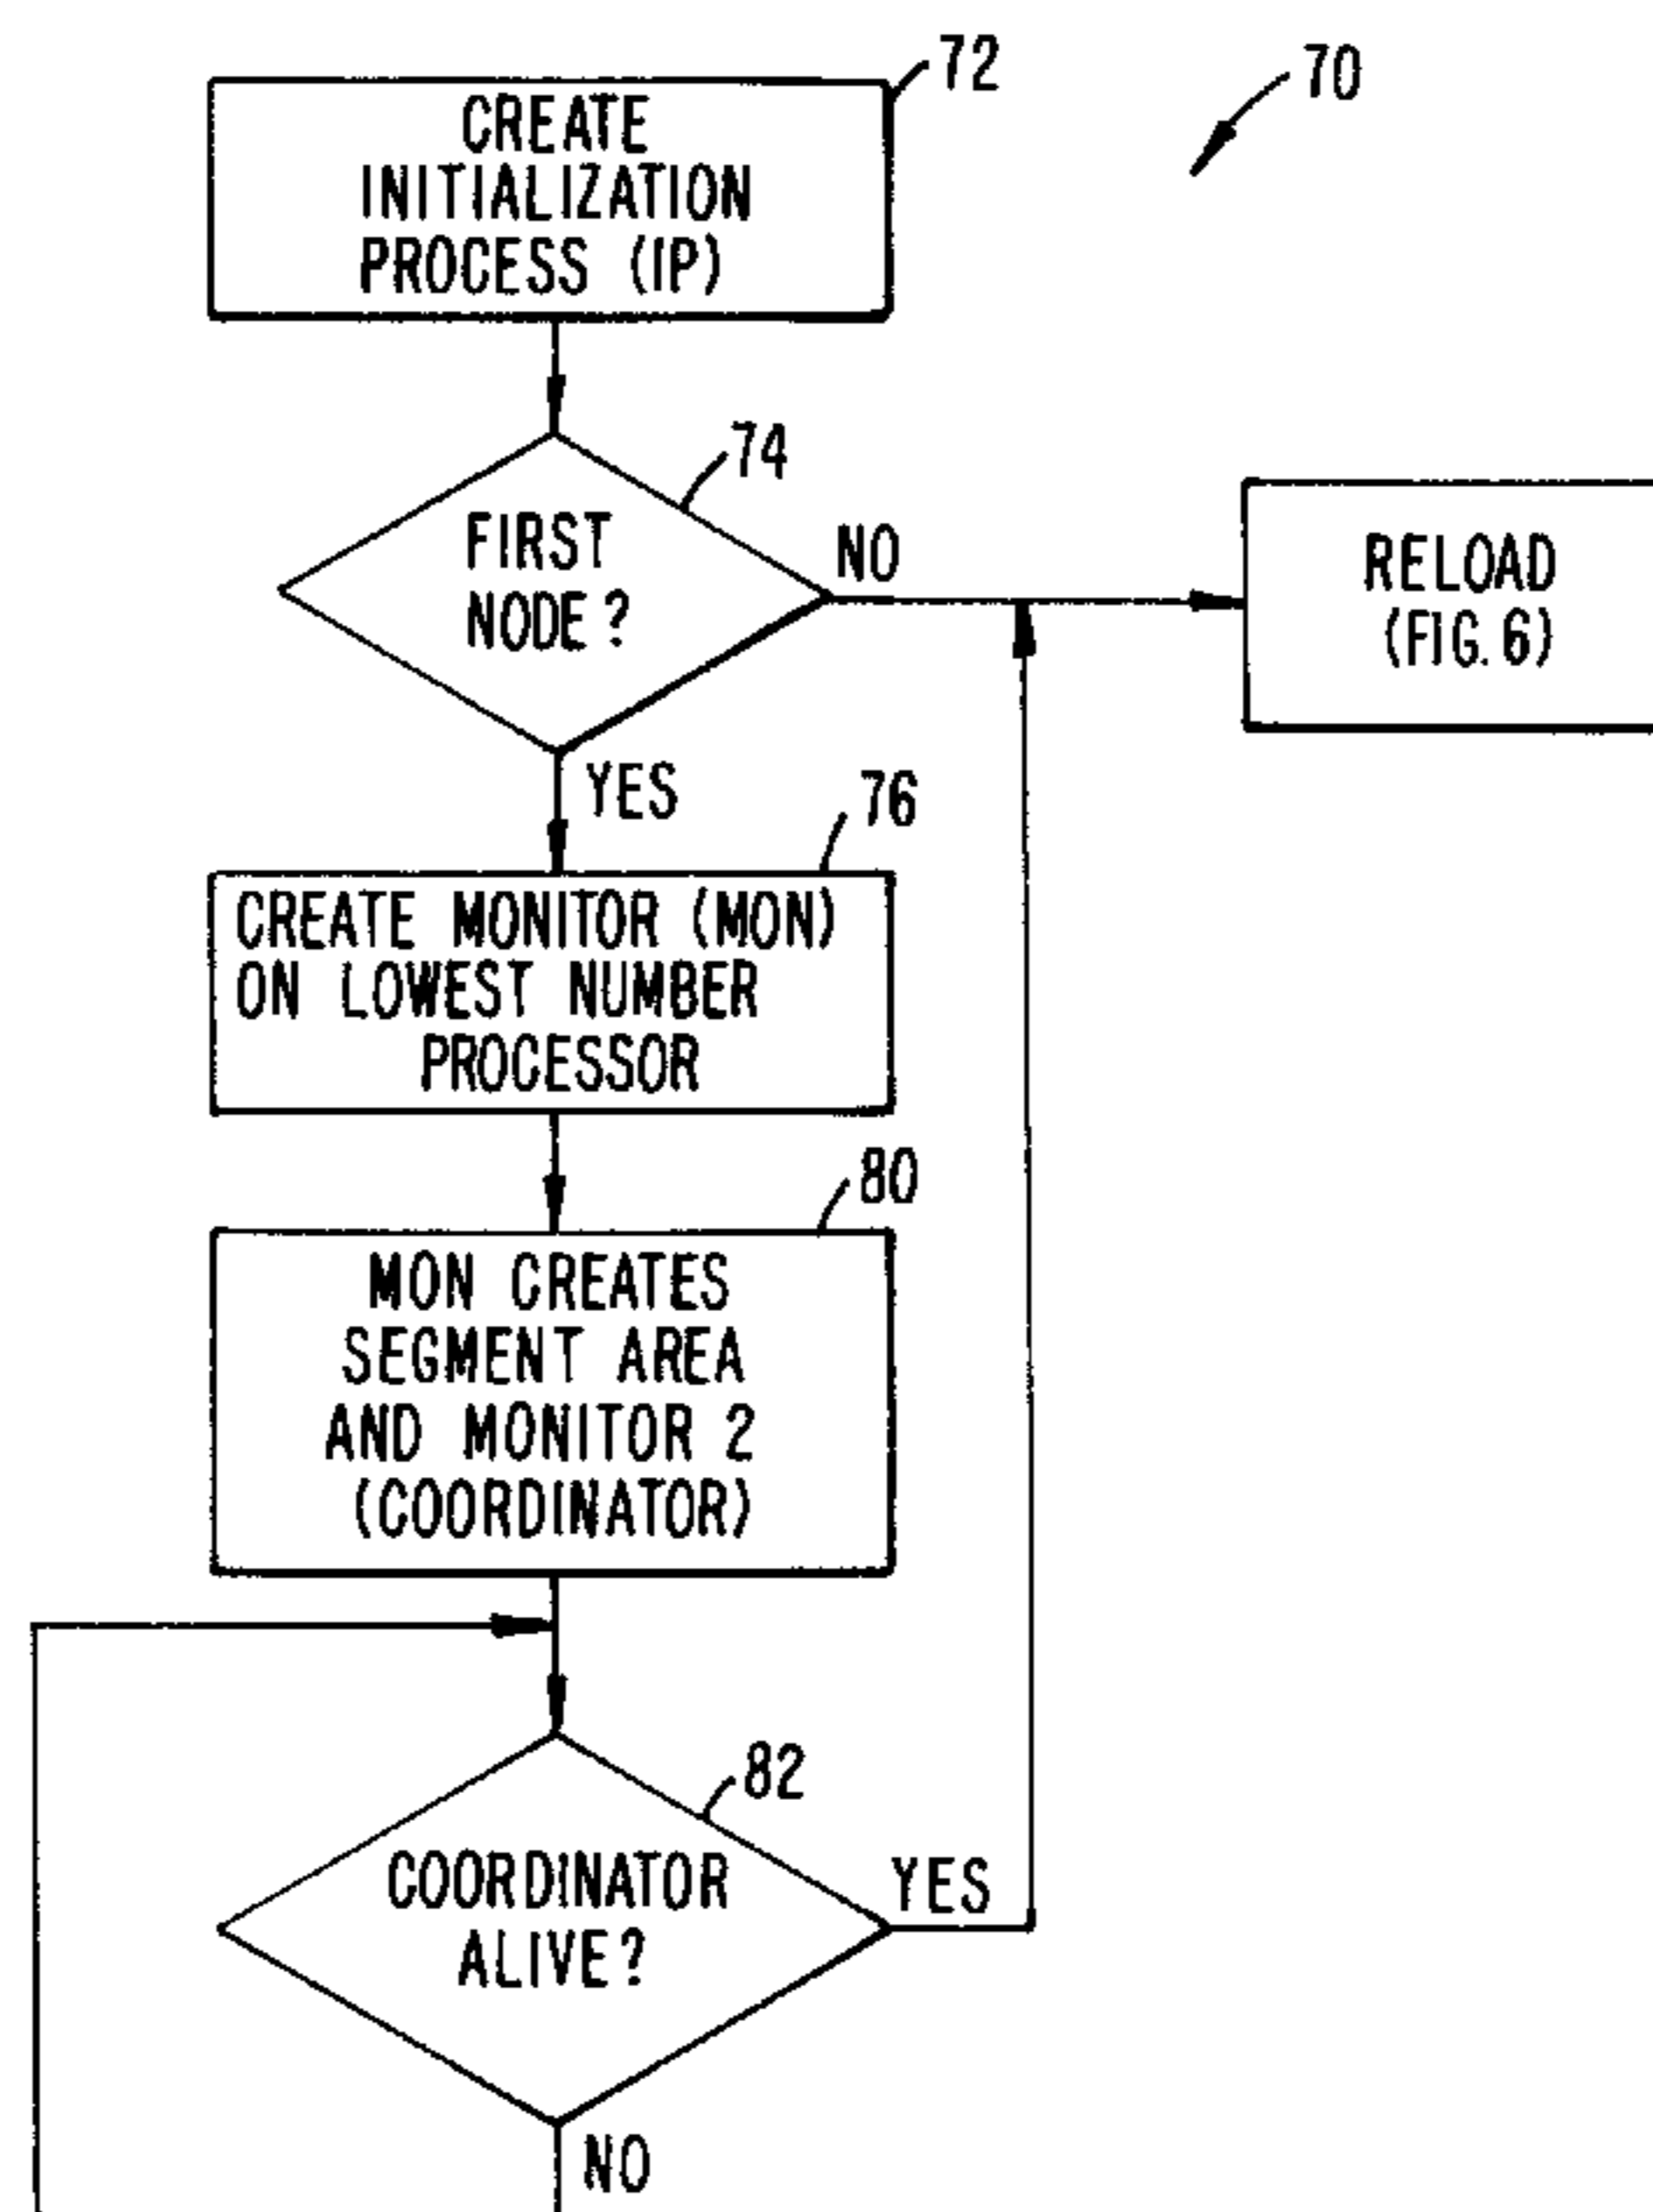 72
70
CREATE
INITIALIZATION
PROCESS (IP)
74
FIRST
NODE?
NO
RELOAD
(FIG. 6)
YES
76
CREATE MONITOR (MON)
ON LOWEST NUMBER
PROCESSOR
80
MON CREATES
SEGMENT AREA
AND MONITOR 2
(COORDINATOR)
82
COORDINATOR
ALIVE?
YES
NO